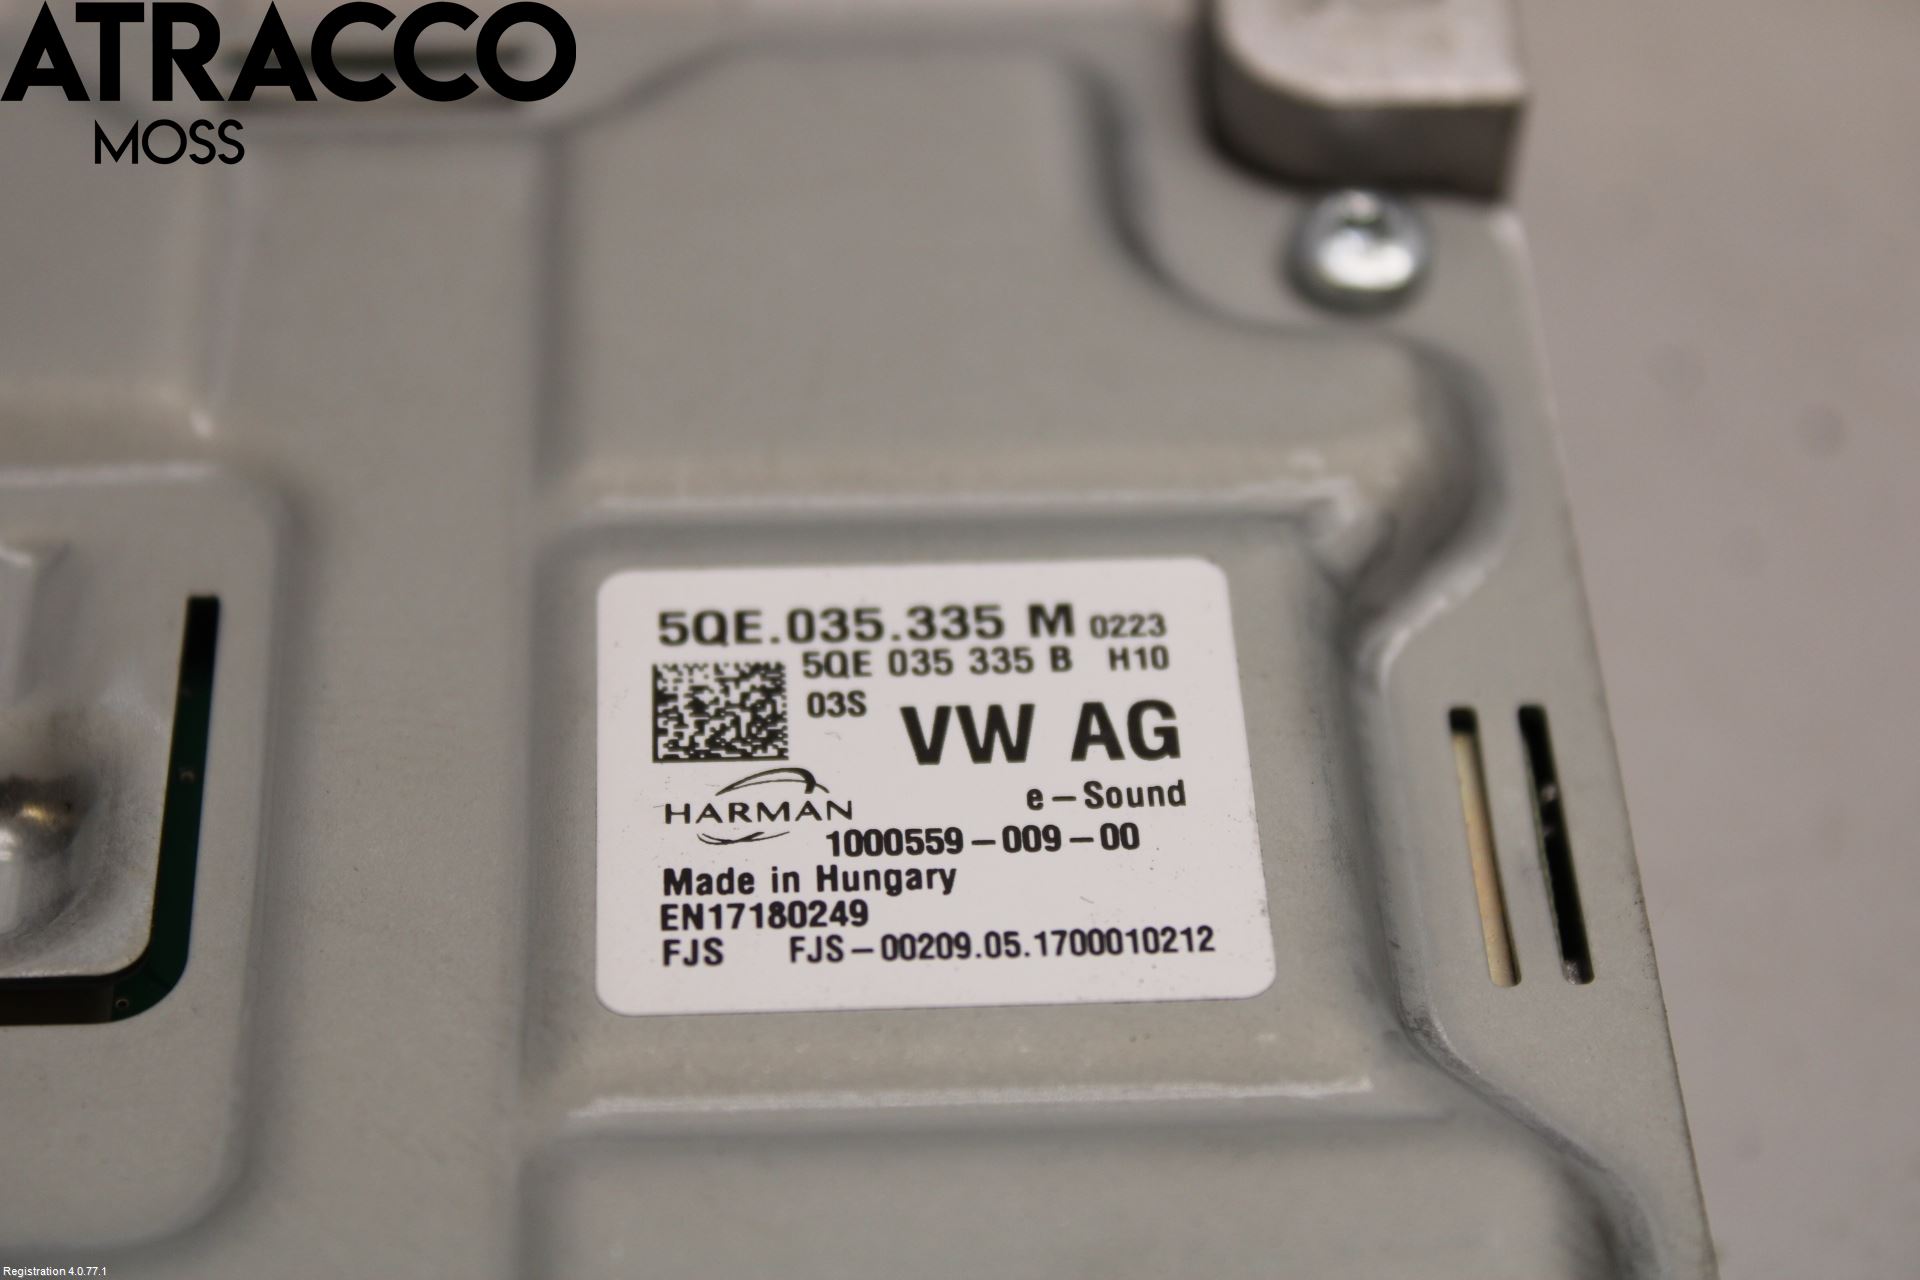 ATRACCO
MOSS
5QE.035.335 M 0223
5QE 035 335 B H10
03S
VW AG
HARMAN
e-Sound
1000559-009-00
Made in Hungary
EN17180249
FJS FJS-00209.05.1700010212
Registration 4.0.77.1